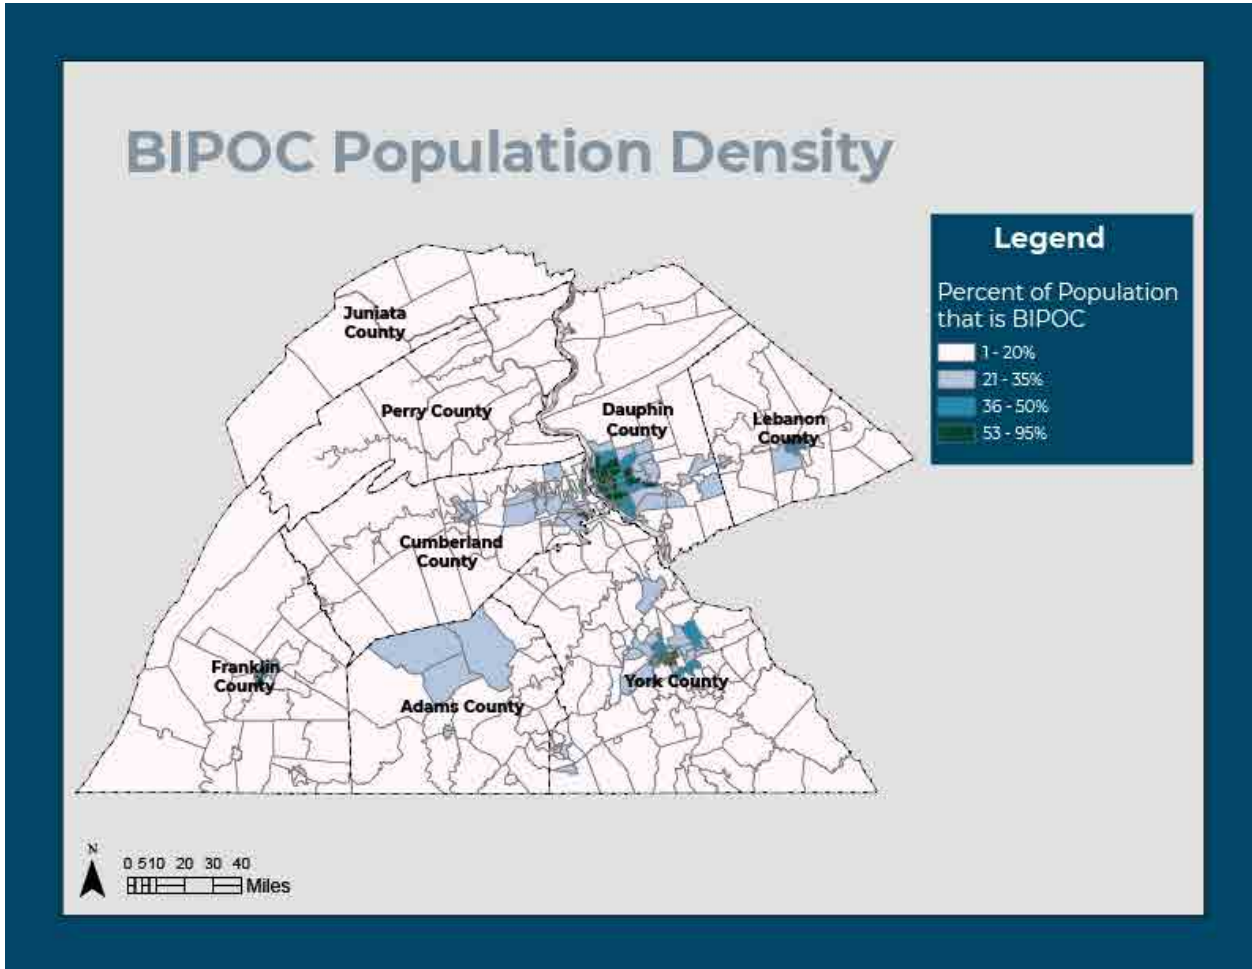 BIPOC Population Density
Legend
Percent of Population
that is BIPOC
1 - 20%
21 - 35%
36 - 50%
53 - 95%
Juniata
County
Perry County
Dauphin
County
Lebanon
County
Cumberland
County
Franklin
County
Adams County
York County
N
0 5 10 20 30 40
Miles